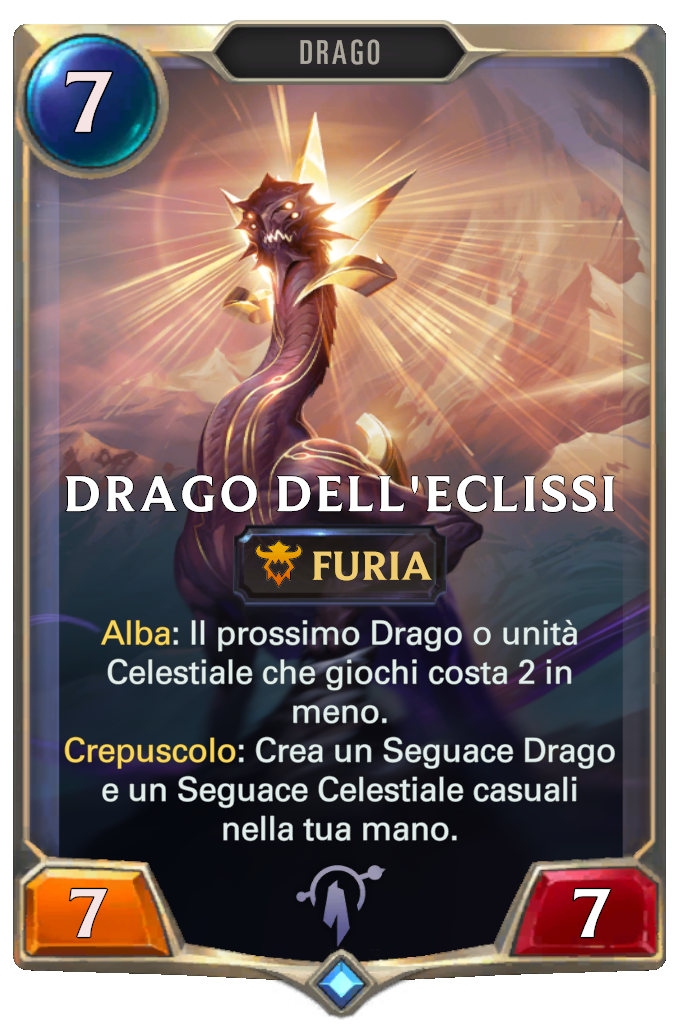 DRAGO
7
DRAGO DELL'ECLISSI
FURIA
Alba: Il prossimo Drago o unità
Celestiale che giochi costa 2 in
meno.
Crepuscolo: Crea un Seguace Drago
e un Seguace Celestiale casuali
nella tua mano.
7
7